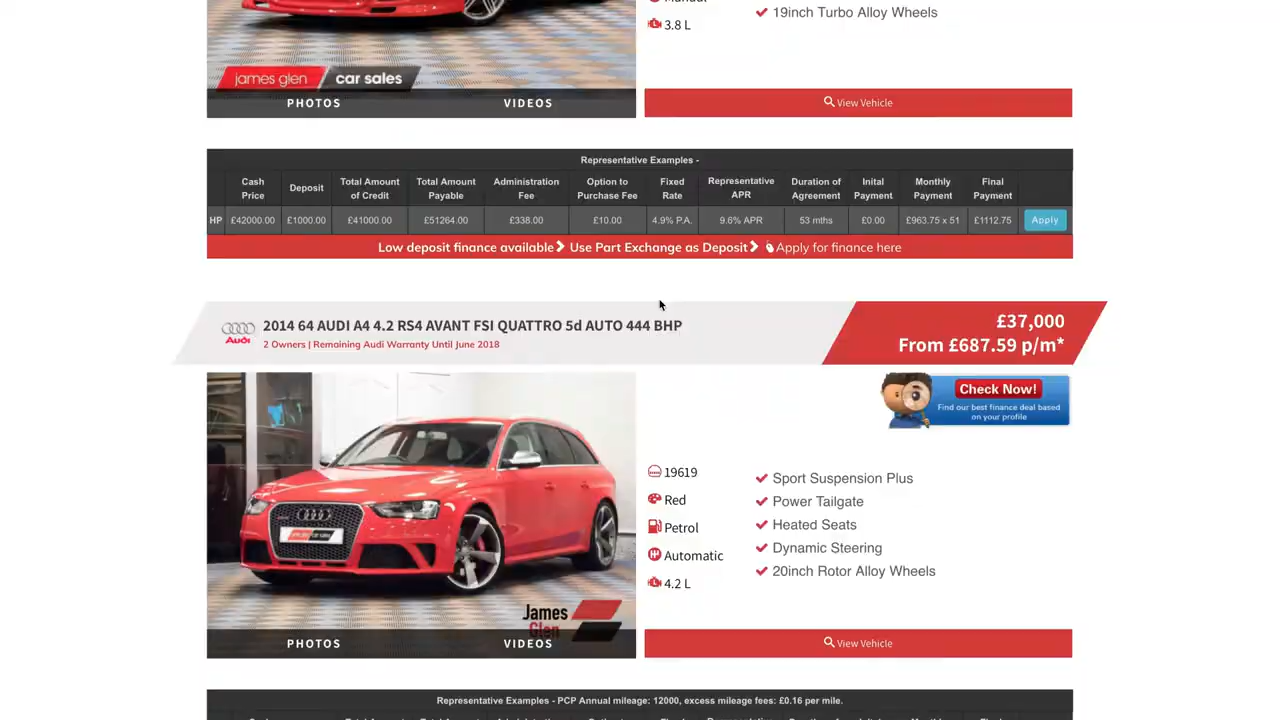 19inch Turbo Alloy Wheels
3.8 L
james glen car sales
PHOTOS VIDEOS
View Vehicle
Representative Examples -
Cash Price Deposit Total Amount of Credit Total Amount Payable Administration Fee Option to Purchase Fee Fixed Rate Representative APR Duration of Agreement Inital Payment Monthly Payment Final Payment
HP £42000.00 £1000.00 £41000.00 £51264.00 £338.00 £10.00 4.9% P.A. 9.6% APR 53 mths £0.00 £963.75 x 51 £1112.75 Apply
Low deposit finance available Use Part Exchange as Deposit Apply for finance here
2014 64 AUDI A4 4.2 RS4 AVANT FSI QUATTRO 5d AUTO 444 BHP
2 Owners | Remaining Audi Warranty Until June 2018
Audi
£37,000
From £687.59 p/m*
Check Now!
Find our best finance deal based
on your profile
19619
Red
Petrol
Automatic
4.2 L
Sport Suspension Plus
Power Tailgate
Heated Seats
Dynamic Steering
20inch Rotor Alloy Wheels
James
Glen
PHOTOS VIDEOS
View Vehicle
Representative Examples - PCP Annual mileage: 12000, excess mileage fees: £0.16 per mile.